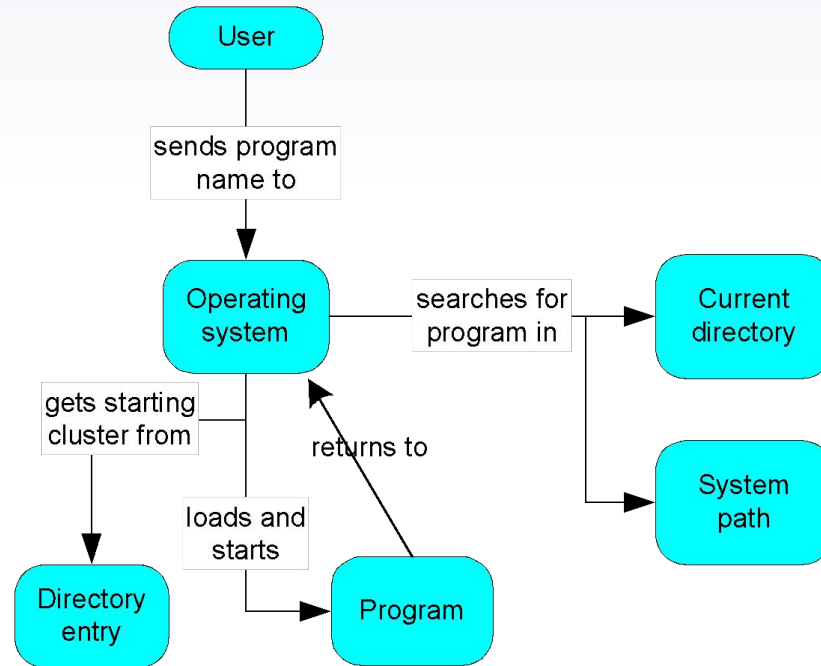 User
sends program
name to
Operating
system
searches for
program in
Current
directory
gets starting
cluster from
returns to
System
path
loads and
starts
Directory
entry
Program